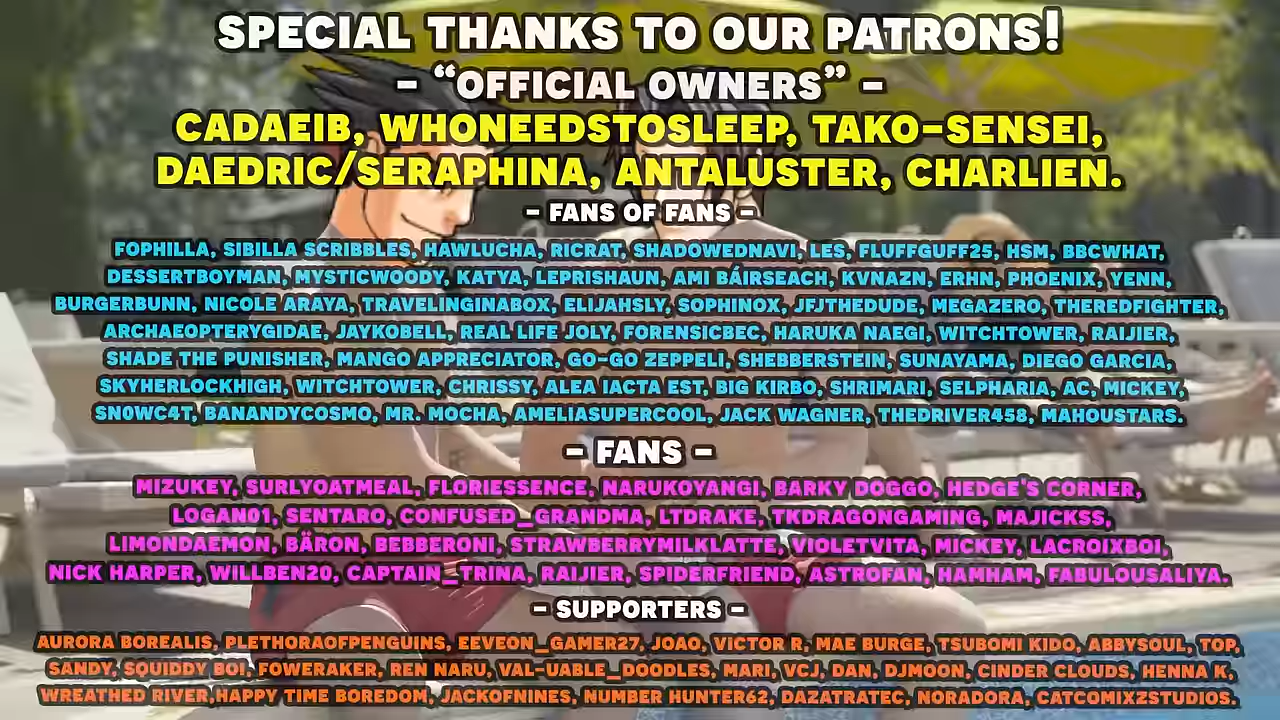 SPECIAL THANKS TO OUR PATRONS!
- “OFFICIAL OWNERS” -
CADAEIB, WHONEEDSTOSLEEP, TAKO-SENSEI,
DAEDRIC/SERAPHINA, ANTALUSTER, CHARLIEN.
- FANS OF FANS -
FOPHILLA, SIBILLA SCRIBBLES, HAWLUCHA, RICRAT, SHADOWEDNAVI, LES, FLUFFGUFF25, HSM, BBCWHAT,
DESSERTBOYMAN, MYSTICWOODY, KATYA, LEPRISHAUN, AMI BÁIRSEACH, KVNAZN, ERHN, PHOENIX, YENN,
BURGERBUNN, NICOLE ARAYA, TRAVELINGINABOX, ELIJAHSLY, SOPHINOX, JFJTHEDUDE, MEGAZERO, THEREDFIGHTER,
ARCHAEOPTERYGIDAE, JAYKOBELL, REAL LIFE JOLY, FORENSICBEC, HARUKA NAEGI, WITCHTOWER, RAIJIER,
SHADE THE PUNISHER, MANGO APPRECIATOR, GO-GO ZEPPELI, SHEBBERSTEIN, SUNAYAMA, DIEGO GARCIA,
SKYHERLOCKHIGH, WITCHTOWER, CHRISSY, ALEA IACTA EST, BIG KIRBO, SHRIMARI, SELPHARIA, AC, MICKEY,
SN0WC4T, BANANDYCOSMO, MR. MOCHA, AMELIASUPERCOOL, JACK WAGNER, THEDRIVER458, MAHOUSTARS.
- FANS -
MIZUKEY, SURLYOATMEAL, FLORIESSENCE, NARUKOYANGI, BARKY DOGGO, HEDGE'S CORNER,
LOGAN01, SENTARO, CONFUSED_GRANDMA, LTDRAKE, TKDRAGONGAMING, MAJICKSS,
LIMONDAEMON, BÄRON, BEBBERONI, STRAWBERRYMILKLATTE, VIOLETVITA, MICKEY, LACROIXBOI,
NICK HARPER, WILLBEN20, CAPTAIN_TRINA, RAIJIER, SPIDERFRIEND, ASTROFAN, HAMHAM, FABULOUSALIYA.
- SUPPORTERS -
AURORA BOREALIS, PLETHORAOFPENGUINS, EEVEON_GAMER27, JOAO, VICTOR R, MAE BURGE, TSUBOMI KIDO, ABBYSOUL, TOP,
SANDY, SQUIDDY BOI, FOWERAKER, REN NARU, VAL-UABLE_DOODLES, MARI, VCJ, DAN, DJMOON, CINDER CLOUDS, HENNA K,
WREATHED RIVER,HAPPY TIME BOREDOM, JACKOFNINES, NUMBER HUNTER62, DAZATRATEC, NORADORA, CATCOMIXZSTUDIOS.